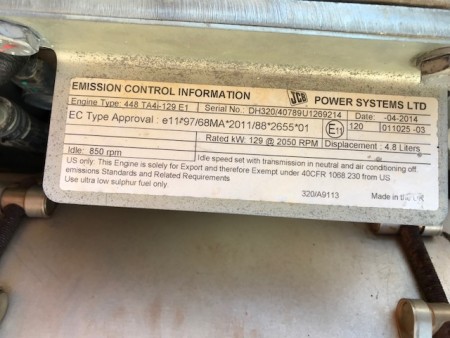 EMISSION CONTROL INFORMATION JCB POWER SYSTEMS LTD
Engine Type: 448 TA4i-129 E1 Serial No: DH320/40789U1269214 Date: -04-2014
EC Type Approval : e11*97/68MA*2011/88*2655*01 E11 120 011025 -03
Rated kW 129 @ 2050 RPM Displacement : 4.8 Liters
Idle: 850 rpm Idle speed set with transmission in neutral and air conditioning off
US only: This Engine is solely for Export and therefore Exempt under 40CFR 1068 230 from US
emissions Standards and Related Requirements
Use ultra low sulphur fuel only. 320/A9113 Made in the UK